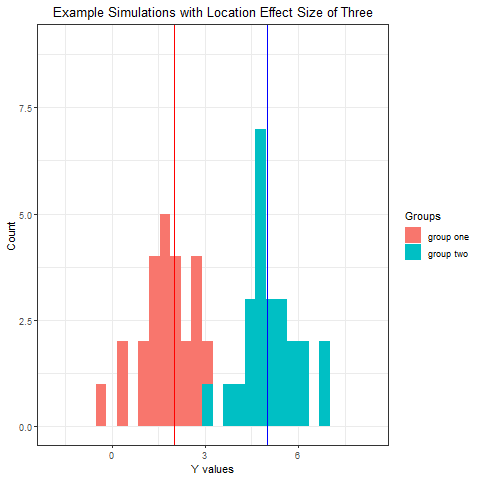 Example Simulations with Location Effect Size of Three
7.5
5.0
2.5
0.0
Count
0
3
6
Y values
Groups
group one
group two